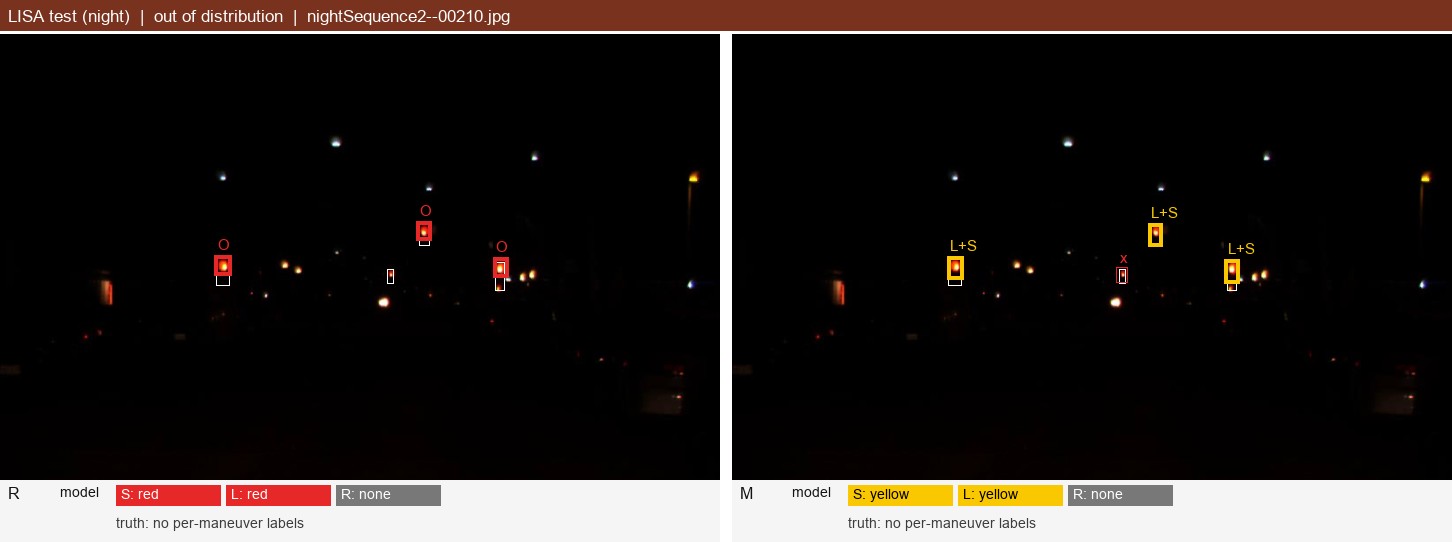 LISA test (night) | out of distribution | nightSequence2--00210.jpg
O
O
O
L+S
L+S
L+S
x
R model S: red L: red R: none
truth: no per-maneuver labels
M model S: yellow L: yellow R: none
truth: no per-maneuver labels